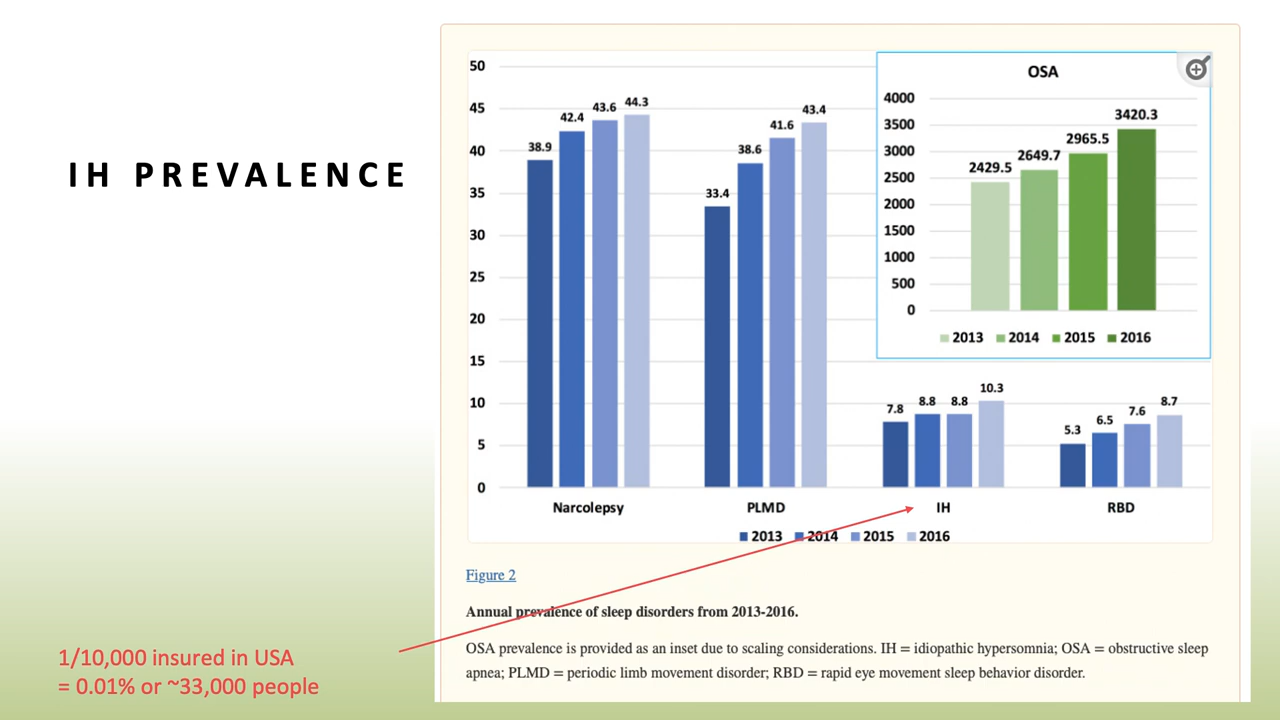 IH PREVALENCE
50
45
40
35
30
25
20
15
10
5
0
38.9
42.4
43.6
44.3
33.4
38.6
41.6
43.4
7.8
8.8
8.8
10.3
5.3
6.5
7.6
8.7
Narcolepsy
PLMD
IH
RBD
2013 2014 2015 2016
OSA
4000
3500
3000
2500
2000
1500
1000
500
0
2429.5
2649.7
2965.5
3420.3
2013 2014 2015 2016
Figure 2
Annual prevalence of sleep disorders from 2013-2016.
OSA prevalence is provided as an inset due to scaling considerations. IH = idiopathic hypersomnia; OSA = obstructive sleep
apnea; PLMD = periodic limb movement disorder; RBD = rapid eye movement sleep behavior disorder.
1/10,000 insured in USA
= 0.01% or ~33,000 people